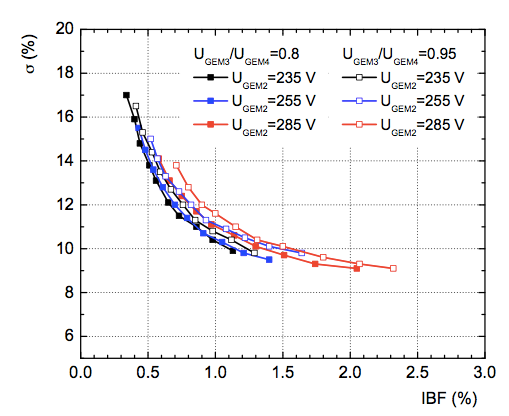 20
18
16
14
12
10
8
6
σ (%)
U_GEM3/U_GEM4=0.8 U_GEM3/U_GEM4=0.95
U_GEM2=235 V U_GEM2=235 V
U_GEM2=255 V U_GEM2=255 V
U_GEM2=285 V U_GEM2=285 V
0.0 0.5 1.0 1.5 2.0 2.5 3.0
IBF (%)